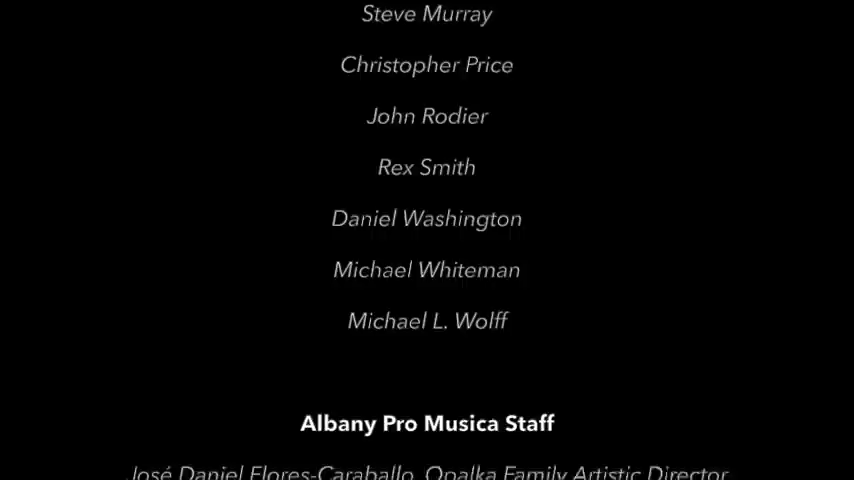 Steve Murray
Christopher Price
John Rodier
Rex Smith
Daniel Washington
Michael Whiteman
Michael L. Wolff
Albany Pro Musica Staff
José Daniel Flores-Caraballo, Opalka Family Artistic Director